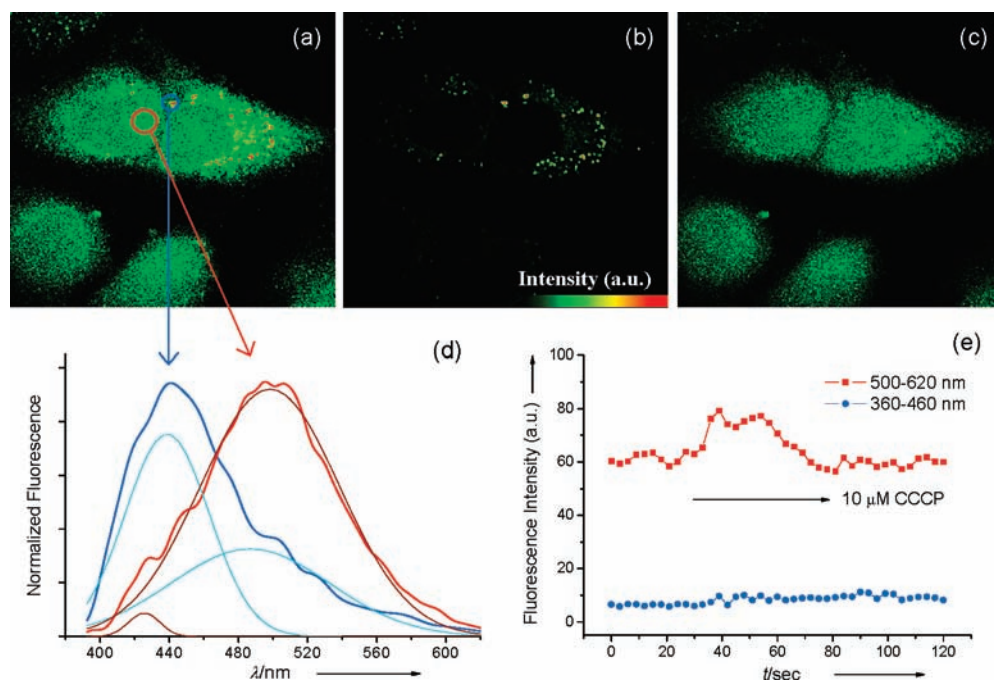 (a)
(b)
(c)
Intensity (a.u.)
(d)
Normalized Fluorescence
400 440 480 520 560 600
λ/nm
(e)
Fluorescence Intensity (a.u.)
100
80
60
40
20
0
500-620 nm
360-460 nm
10 μM CCCP
0 20 40 60 80 100 120
t/sec